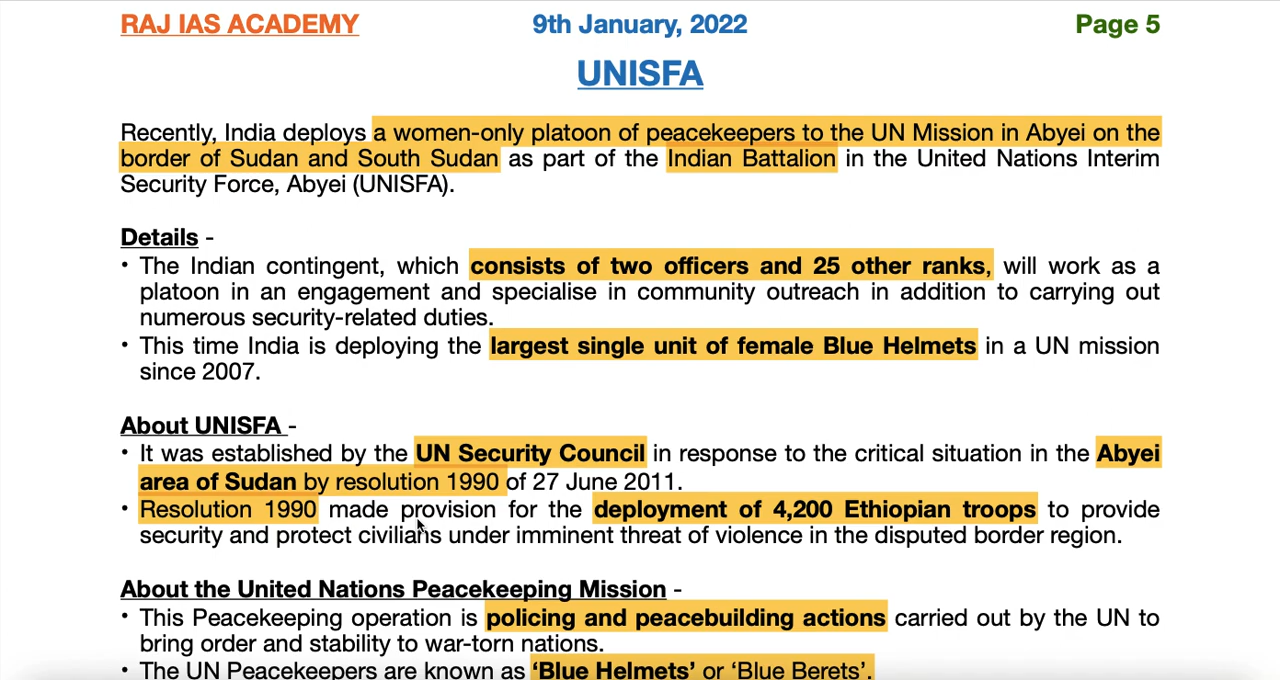 RAJ IAS ACADEMY 9th January, 2022 Page 5
UNISFA
Recently, India deploys a women-only platoon of peacekeepers to the UN Mission in Abyei on the
border of Sudan and South Sudan as part of the Indian Battalion in the United Nations Interim
Security Force, Abyei (UNISFA).
Details -
• The Indian contingent, which consists of two officers and 25 other ranks, will work as a
platoon in an engagement and specialise in community outreach in addition to carrying out
numerous security-related duties.
• This time India is deploying the largest single unit of female Blue Helmets in a UN mission
since 2007.
About UNISFA -
• It was established by the UN Security Council in response to the critical situation in the Abyei
area of Sudan by resolution 1990 of 27 June 2011.
• Resolution 1990 made provision for the deployment of 4,200 Ethiopian troops to provide
security and protect civilians under imminent threat of violence in the disputed border region.
About the United Nations Peacekeeping Mission -
• This Peacekeeping operation is policing and peacebuilding actions carried out by the UN to
bring order and stability to war-torn nations.
• The UN Peacekeepers are known as ‘Blue Helmets’ or ‘Blue Berets’.